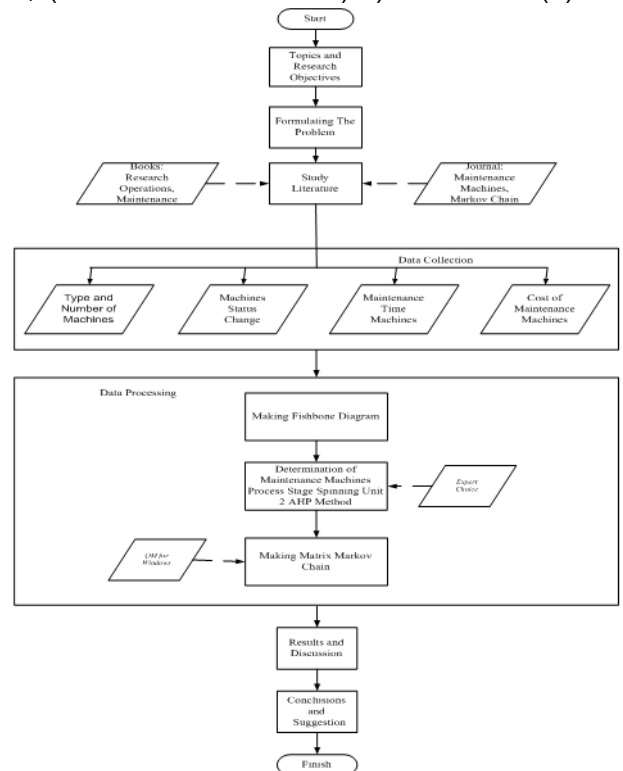 Start
Topics and
Research
Objectives
Formulating The
Problem
Books:
Research
Operations,
Maintenance
Study
Literature
Journal:
Maintenance
Machines,
Markov Chain
Data Collection
Type and
Number of
Machines
Machines
Status
Change
Maintenance
Time
Machines
Cost of
Maintenance
Machines
Data Processing
Making Fishbone Diagram
Determination of
Maintenance Machines
Process Stage Spinning Unit
2 AHP Method
Expert
Choice
QM for
Windows
Making Matrix Markov
Chain
Results and
Discussion
Conclusions
and
Suggestion
Finish